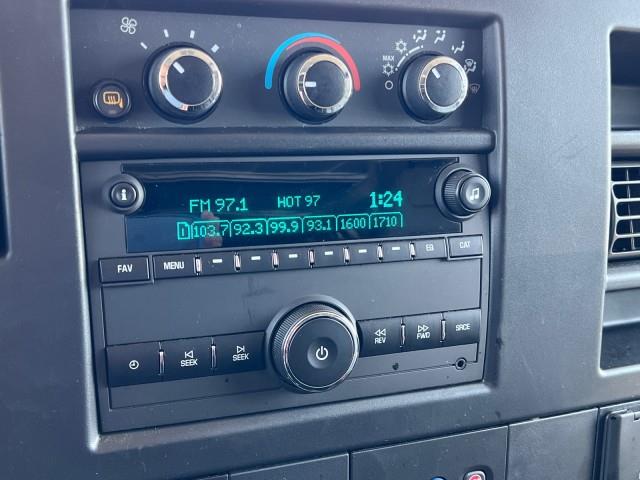 MAX
FM 97.1 HOT 97 1:24
1 103.7 92.3 99.9 93.1 1600 1710
FAV MENU EQ CAT
SEEK SEEK REV FWD SRCE